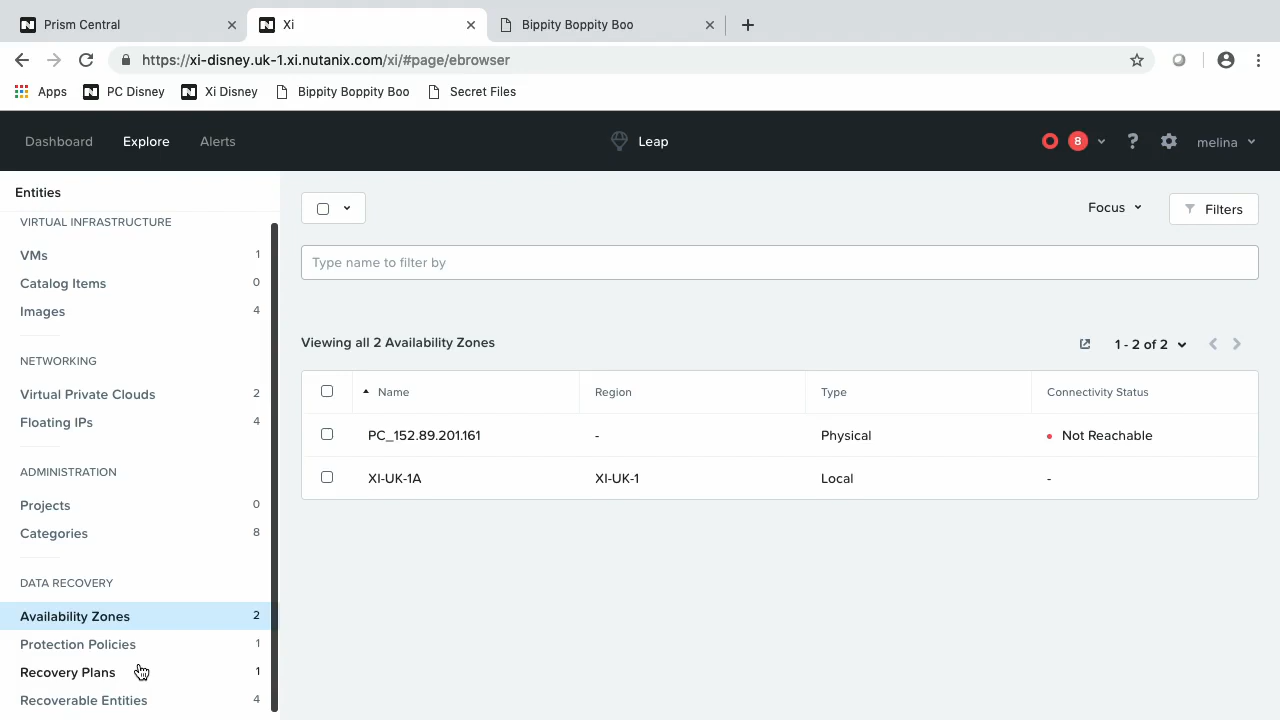 Prism Central
Xi
Bippity Boppity Boo
https://xi-disney.uk-1.xi.nutanix.com/xi/#page/ebrowser
Apps PC Disney Xi Disney Bippity Boppity Boo Secret Files
Dashboard Explore Alerts Leap 8 ? melina
Entities
VIRTUAL INFRASTRUCTURE
VMs 1
Catalog Items 0
Images 4
NETWORKING
Virtual Private Clouds 2
Floating IPs 4
ADMINISTRATION
Projects 0
Categories 8
DATA RECOVERY
Availability Zones 2
Protection Policies 1
Recovery Plans 1
Recoverable Entities 4
Focus Filters
Type name to filter by
Viewing all 2 Availability Zones 1 - 2 of 2
Name Region Type Connectivity Status
PC_152.89.201.161 - Physical Not Reachable
XI-UK-1A XI-UK-1 Local -